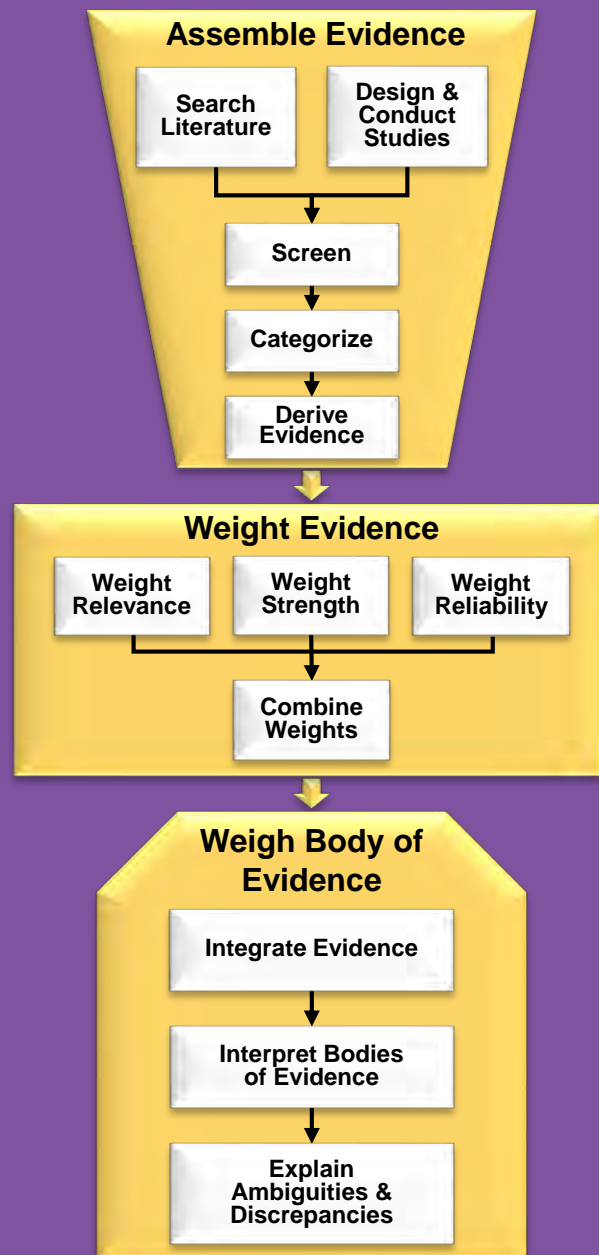 Assemble Evidence
Search
Literature
Design &
Conduct
Studies
Screen
Categorize
Derive
Evidence
Weight Evidence
Weight
Relevance
Weight
Strength
Weight
Reliability
Combine
Weights
Weigh Body of
Evidence
Integrate Evidence
Interpret Bodies
of Evidence
Explain
Ambiguities &
Discrepancies